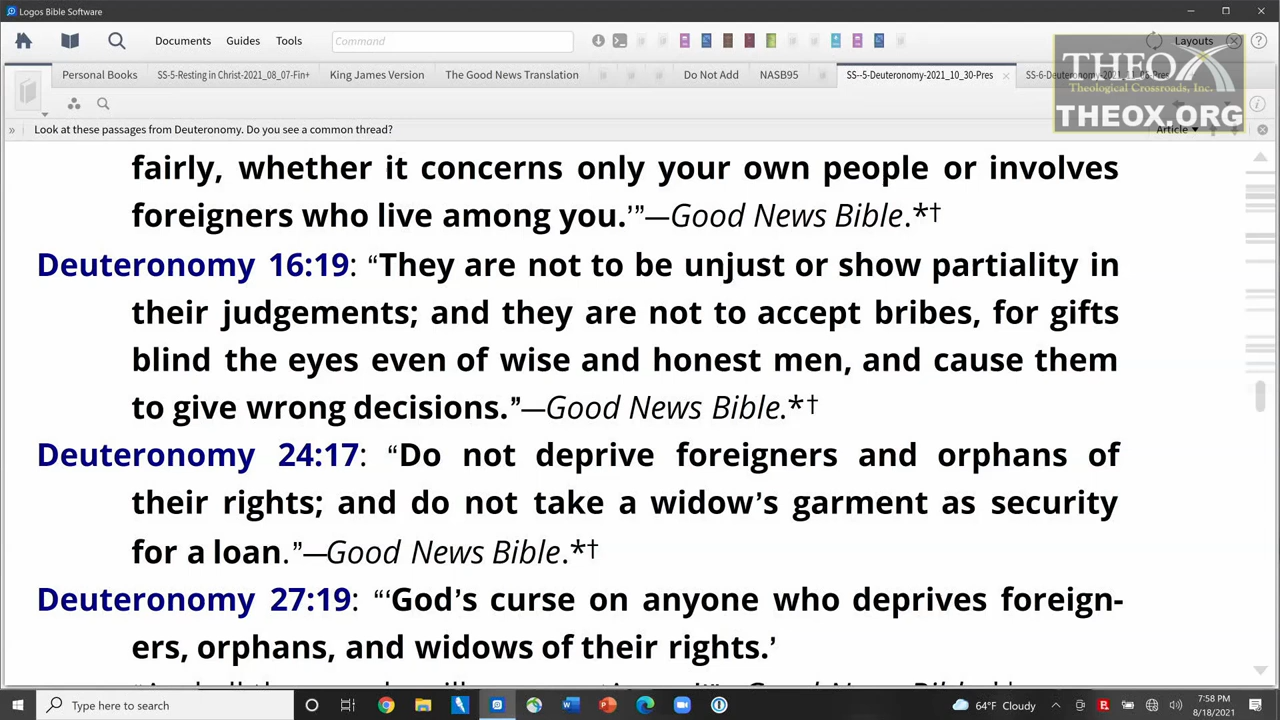 Logos Bible Software
Documents Guides Tools Command Layouts
THEOX
Theological Crossroads, Inc.
THEOX.ORG
Personal Books SS-5-Resting in Christ-2021_08_07-Fin+ King James Version The Good News Translation Do Not Add NASB95 SS--5-Deuteronomy-2021_10_30-Pres
Look at these passages from Deuteronomy. Do you see a common thread? Article
fairly, whether it concerns only your own people or involves
foreigners who live among you.’”—Good News Bible.*†
Deuteronomy 16:19: “They are not to be unjust or show partiality in
their judgements; and they are not to accept bribes, for gifts
blind the eyes even of wise and honest men, and cause them
to give wrong decisions.”—Good News Bible.*†
Deuteronomy 24:17: “Do not deprive foreigners and orphans of
their rights; and do not take a widow’s garment as security
for a loan.”—Good News Bible.*†
Deuteronomy 27:19: “‘God’s curse on anyone who deprives foreign-
ers, orphans, and widows of their rights.’
Type here to search 64°F Cloudy 7:58 PM
8/18/2021